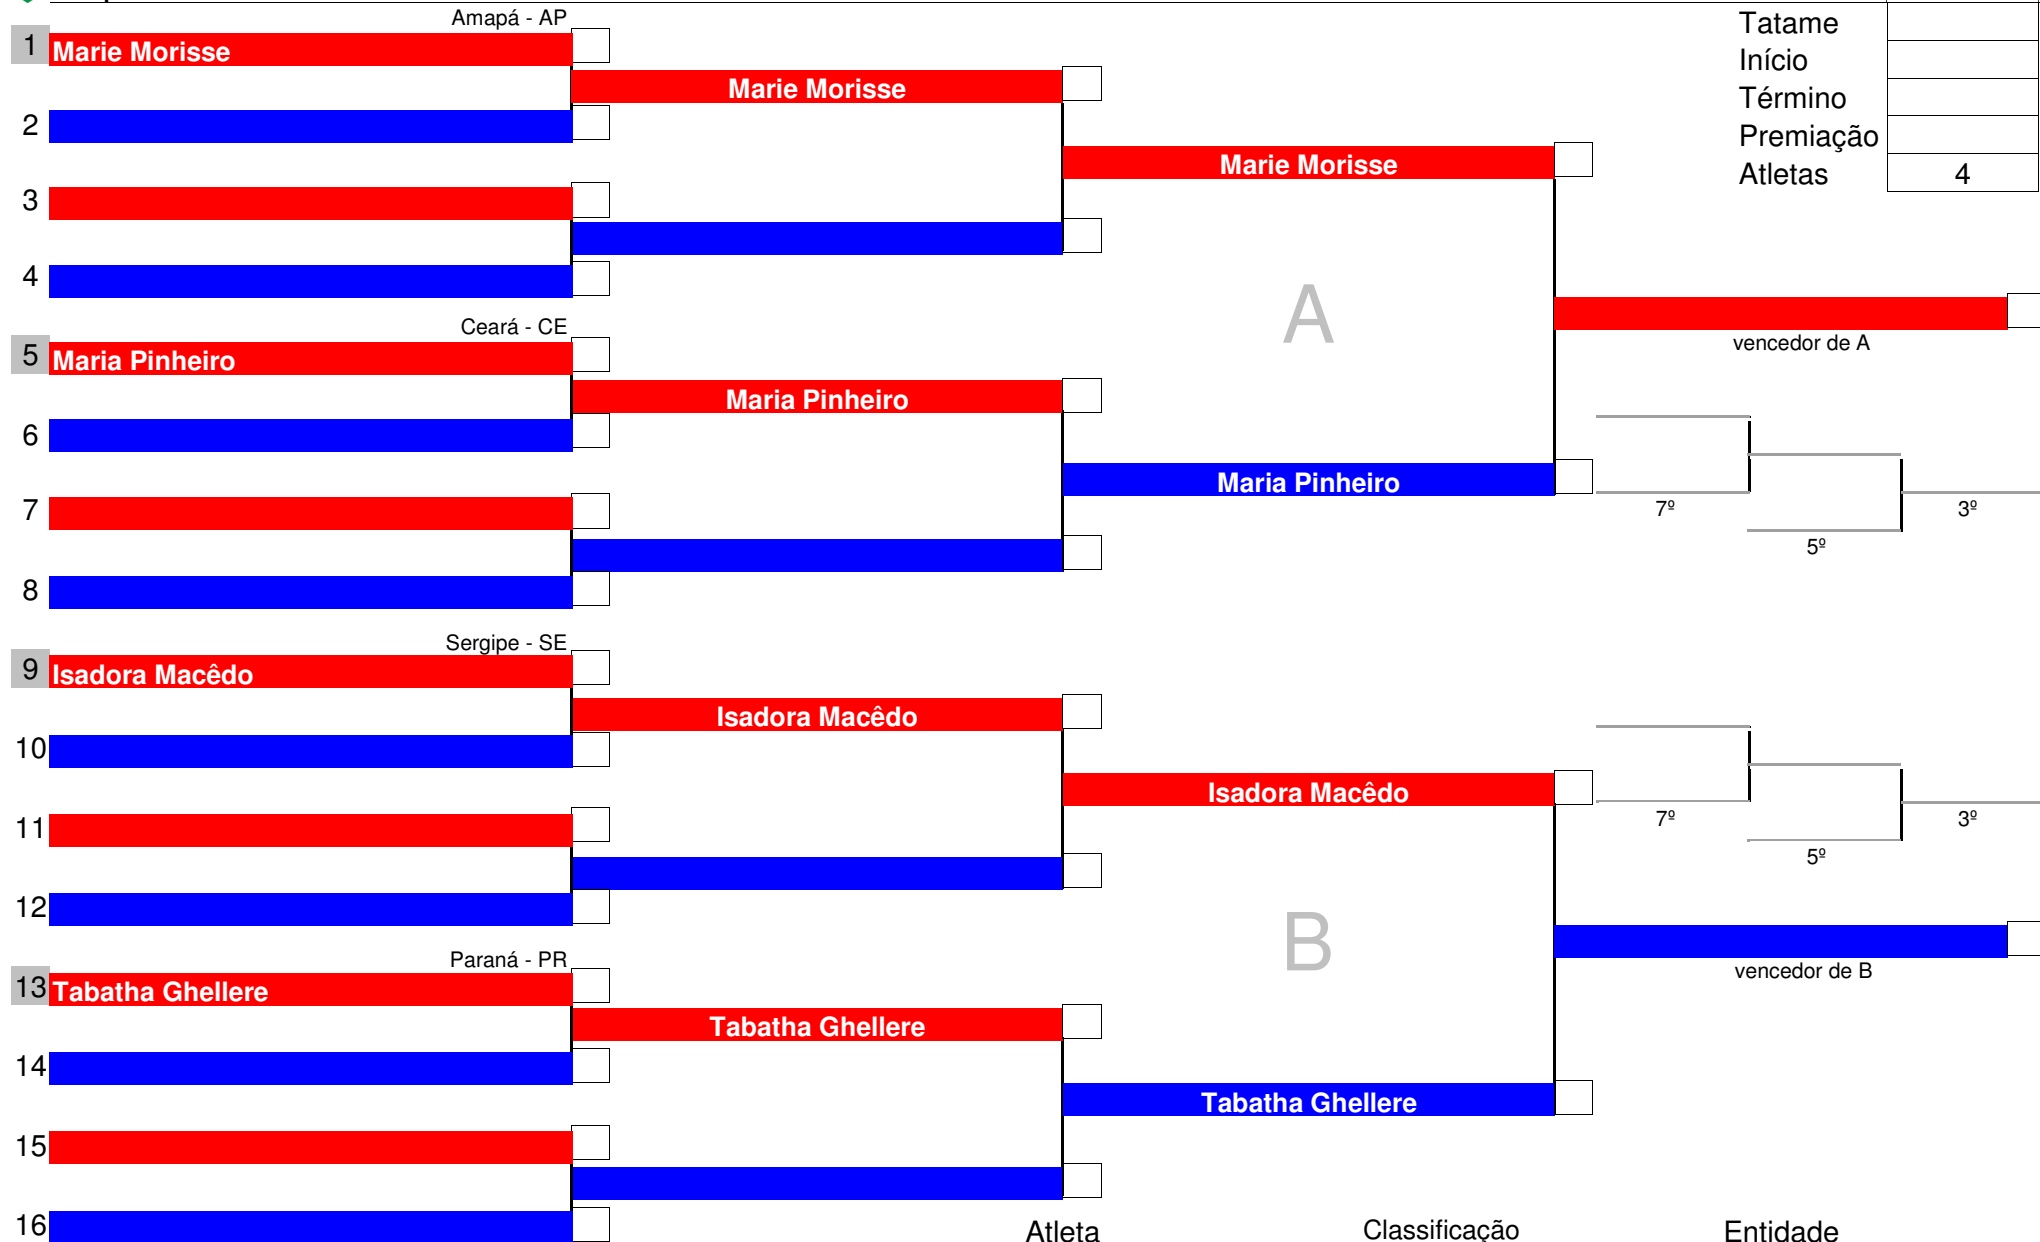 Amapá - AP
1 Marie Morisse
Marie Morisse
2
Marie Morisse
3
4
Ceará - CE
5 Maria Pinheiro
Maria Pinheiro
6
Maria Pinheiro
7
8
Sergipe - SE
9 Isadora Macêdo
Isadora Macêdo
10
Isadora Macêdo
11
12
Paraná - PR
13 Tabatha Ghellere
Tabatha Ghellere
14
Tabatha Ghellere
15
16
A
B
Tatame
Início
Término
Premiação
Atletas 4
vencedor de A
7º
3º
5º
7º
3º
5º
vencedor de B
Atleta Classificação Entidade